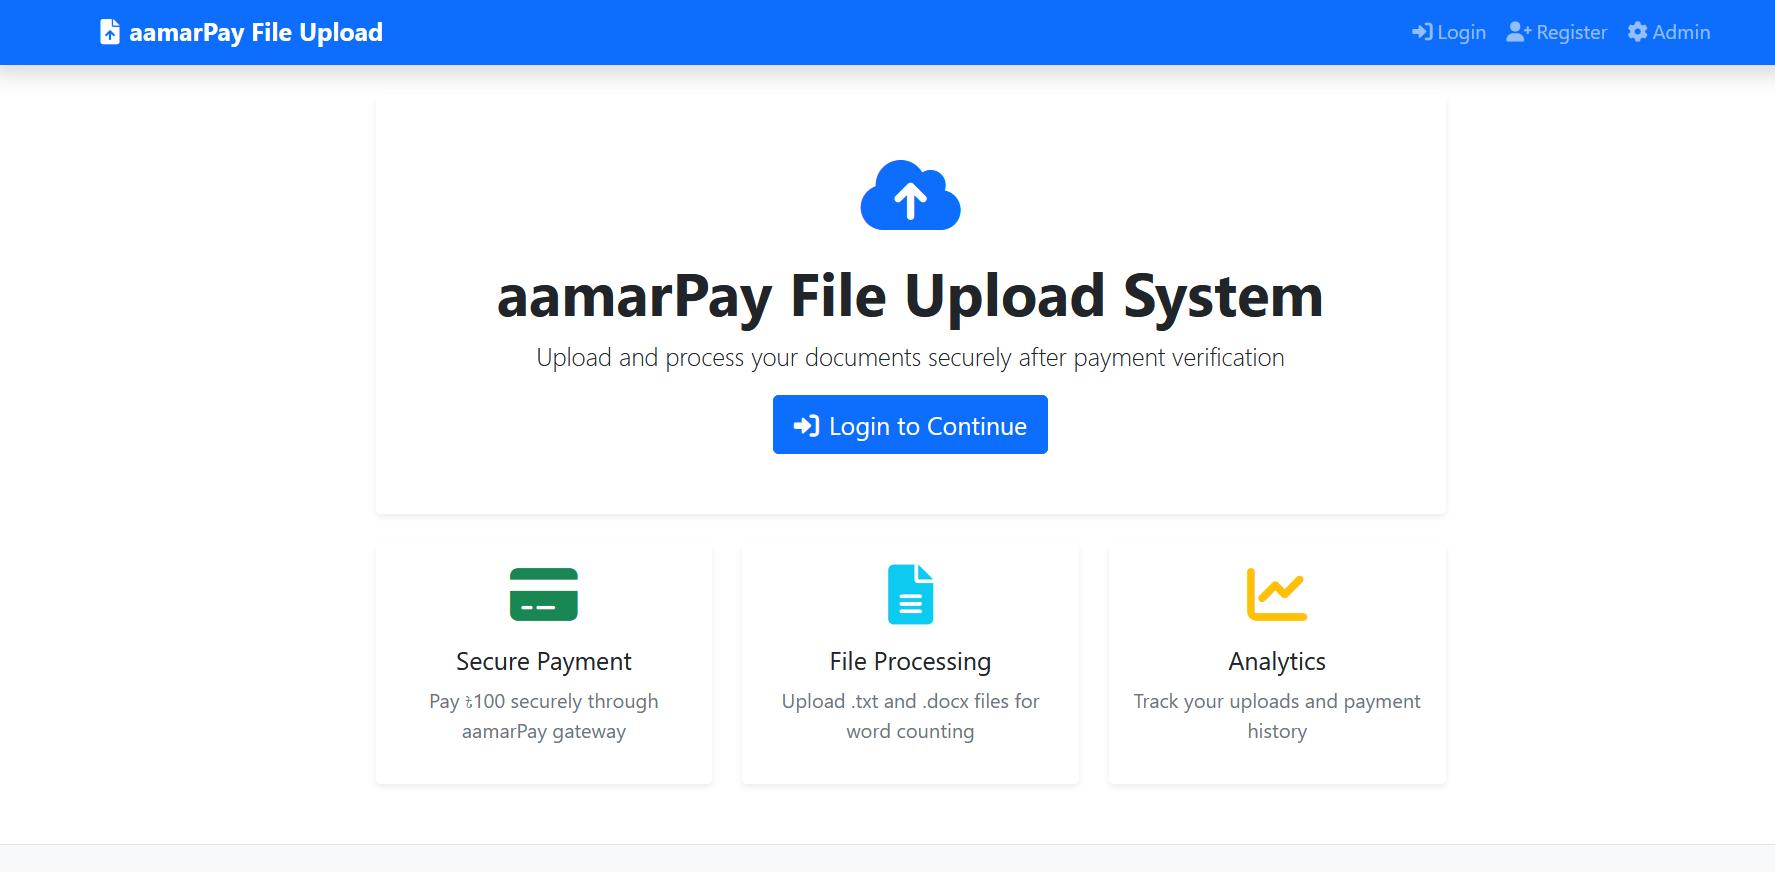 aamarPay File Upload
Login
Register
Admin
aamarPay File Upload System
Upload and process your documents securely after payment verification
Login to Continue
Secure Payment
Pay ৳100 securely through
aamarPay gateway
File Processing
Upload .txt and .docx files for
word counting
Analytics
Track your uploads and payment
history